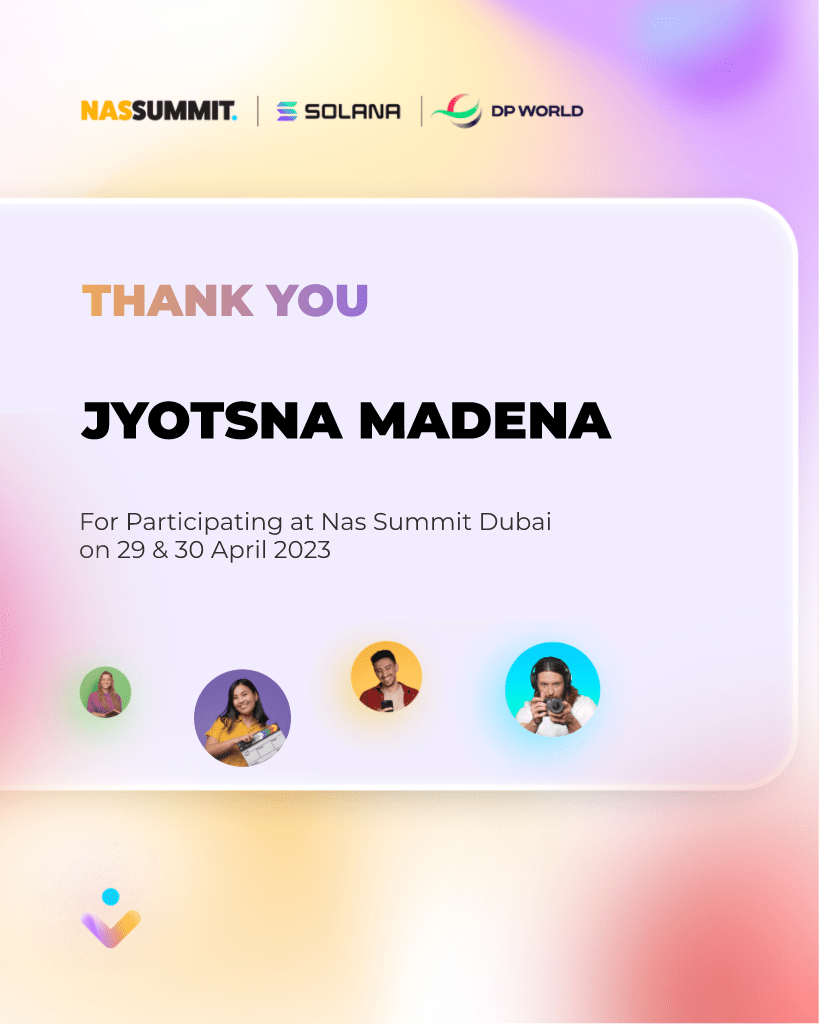 NASSUMMIT. | SOLANA | DP WORLD
THANK YOU
JYOTSNA MADENA
For Participating at Nas Summit Dubai
on 29 & 30 April 2023